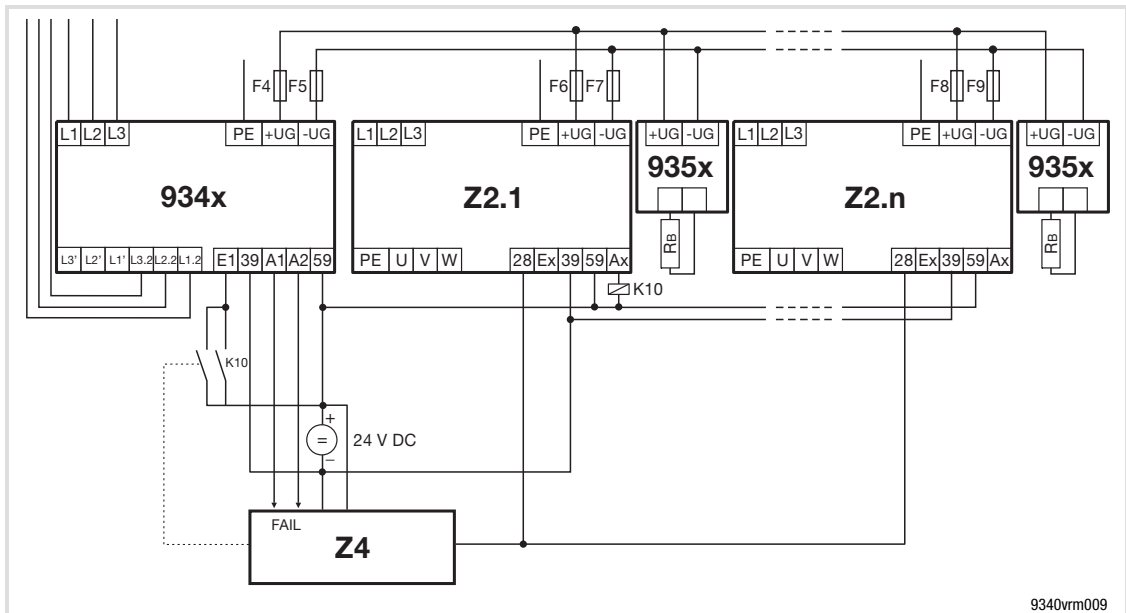 F4 F5 F6 F7 F8 F9
L1 L2 L3 PE +UG -UG
L1 L2 L3 PE +UG -UG
+UG -UG
L1 L2 L3 PE +UG -UG
+UG -UG
934x
Z2.1
935x
Z2.n
935x
RB
RB
L3' L2' L1' L3.2 L2.2 L1.2 E1 39 A1 A2 59
PE U V W 28 Ex 39 59 Ax
PE U V W 28 Ex 39 59 Ax
K10
K10
+
=
24 V DC
−
FAIL
Z4
9340vrm009